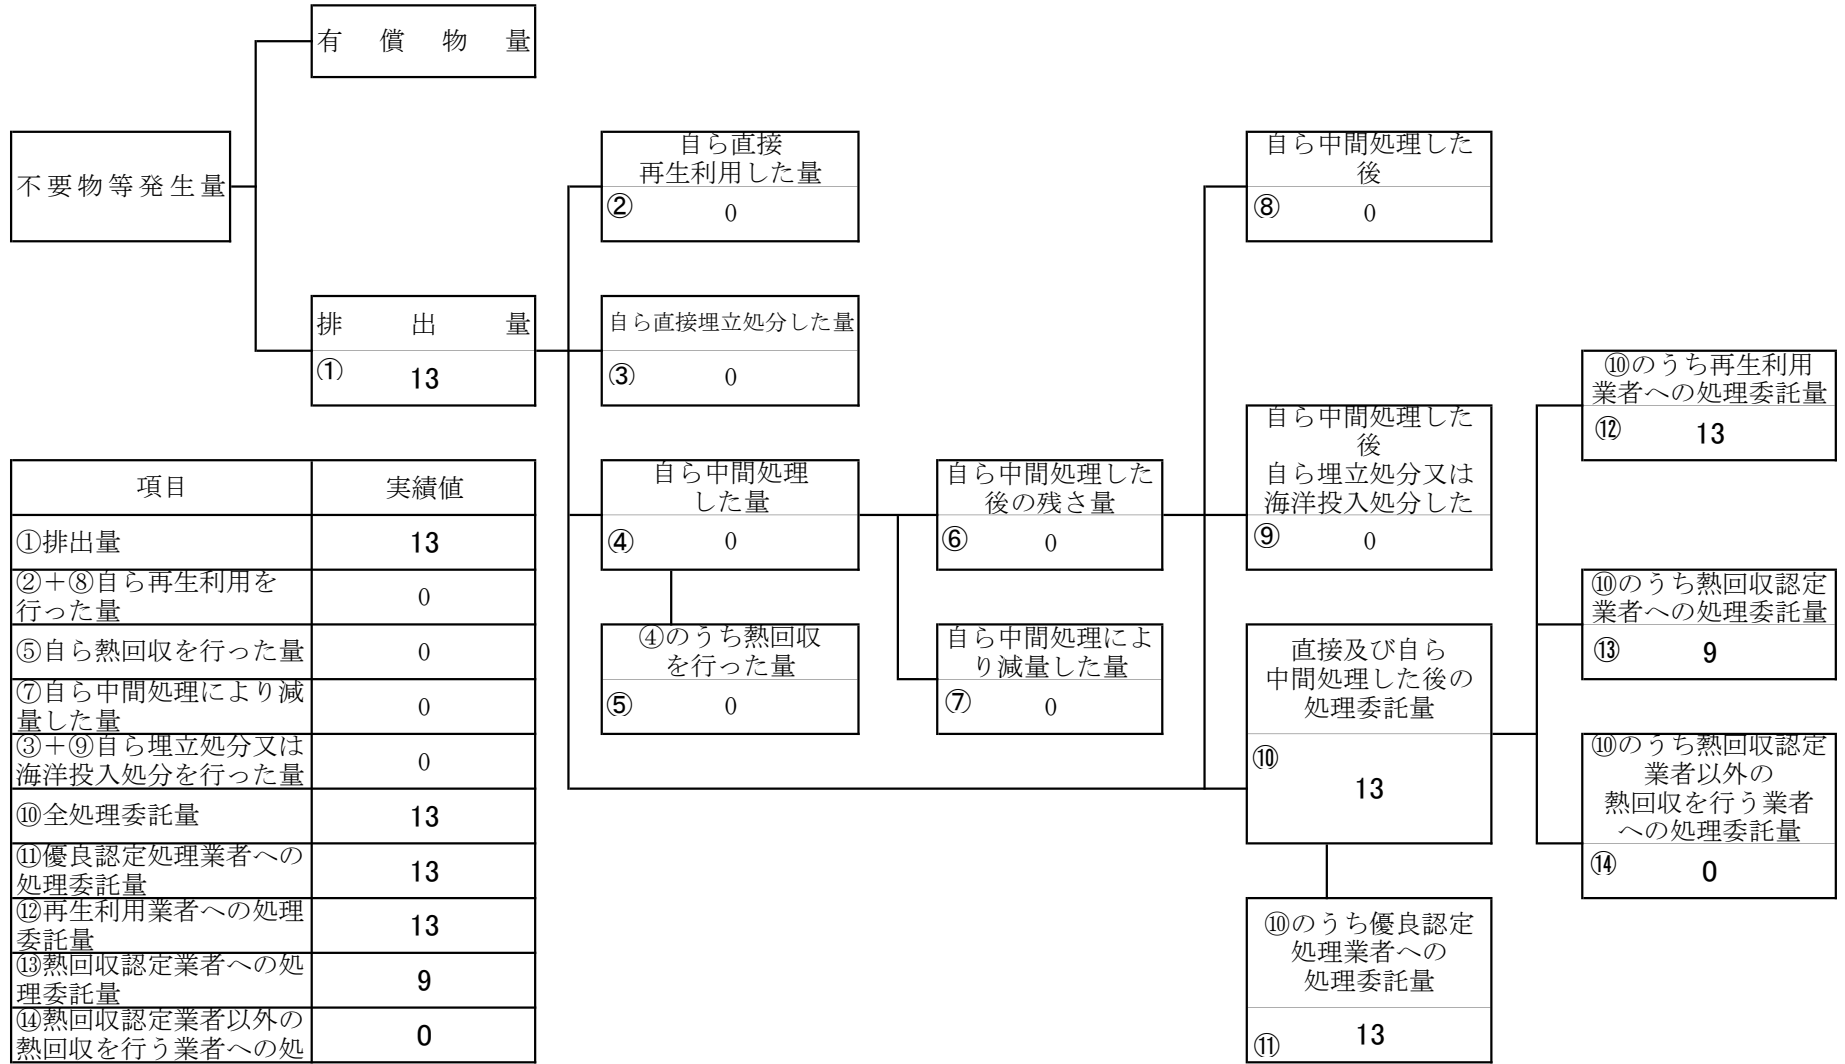 有償物量
不要物等発生量
排出量
① 13
自ら直接
再生利用した量
② 0
自ら直接埋立処分した量
③ 0
自ら中間処理
した量
④ 0
④のうち熱回収
を行った量
⑤ 0
自ら中間処理した
後の残さ量
⑥ 0
自ら中間処理によ
り減量した量
⑦ 0
自ら中間処理した
後
⑧ 0
自ら中間処理した
後
自ら埋立処分又は
海洋投入処分した
⑨ 0
直接及び自ら
中間処理した後の
処理委託量
⑩
13
⑩のうち優良認定
処理業者への
処理委託量
⑪ 13
⑩のうち再生利用
業者への処理委託量
⑫ 13
⑩のうち熱回収認定
業者への処理委託量
⑬ 9
⑩のうち熱回収認定
業者以外の
熱回収を行う業者
への処理委託量
⑭ 0
項目 実績値
①排出量 13
②＋⑧自ら再生利用を
行った量 0
⑤自ら熱回収を行った量 0
⑦自ら中間処理により減
量した量 0
③＋⑨自ら埋立処分又は
海洋投入処分を行った量 0
⑩全処理委託量 13
⑪優良認定処理業者への
処理委託量 13
⑫再生利用業者への処理
委託量 13
⑬熱回収認定業者への処
理委託量 9
⑭熱回収認定業者以外の
熱回収を行う業者への処 0